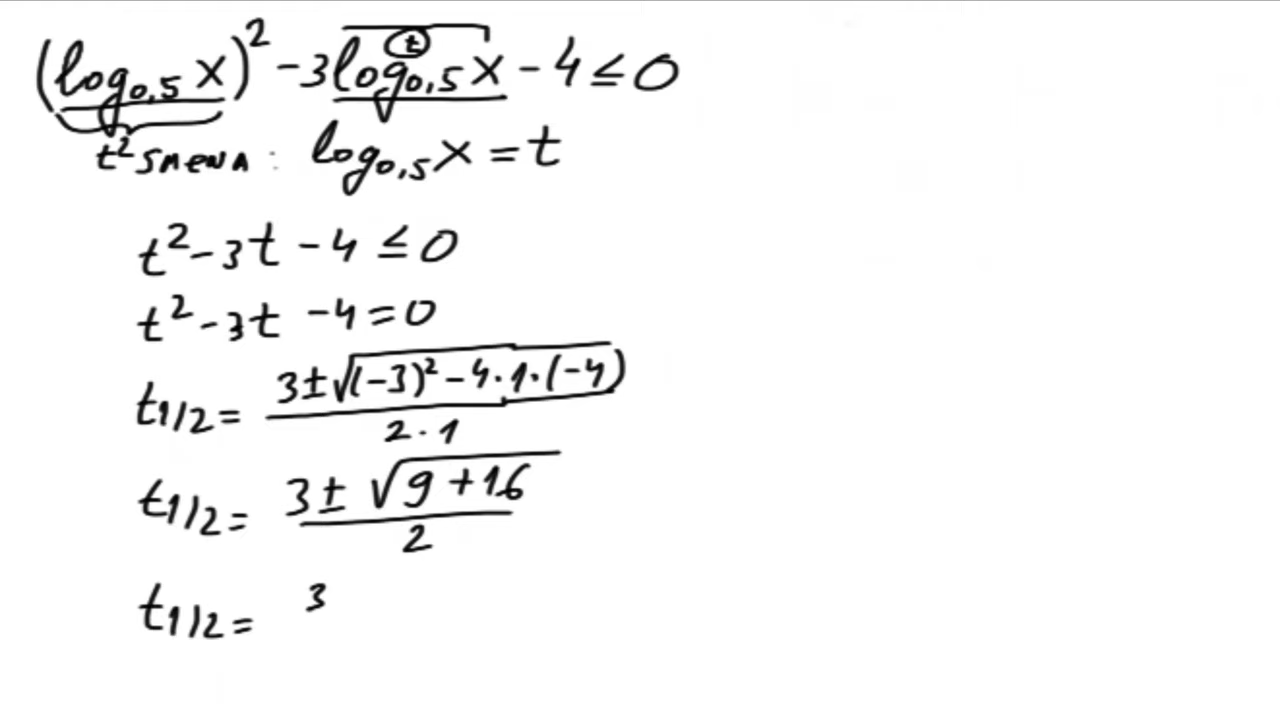 (log₀,₅ x)² - 3 log₀,₅ x - 4 ≤ 0
t
t² SMENA : log₀,₅ x = t
t² - 3t - 4 ≤ 0
t² - 3t - 4 = 0
t₁/₂ = (3 ± √((-3)² - 4·1·(-4))) / (2·1)
t₁/₂ = (3 ± √(9 + 16)) / 2
t₁/₂ = 3